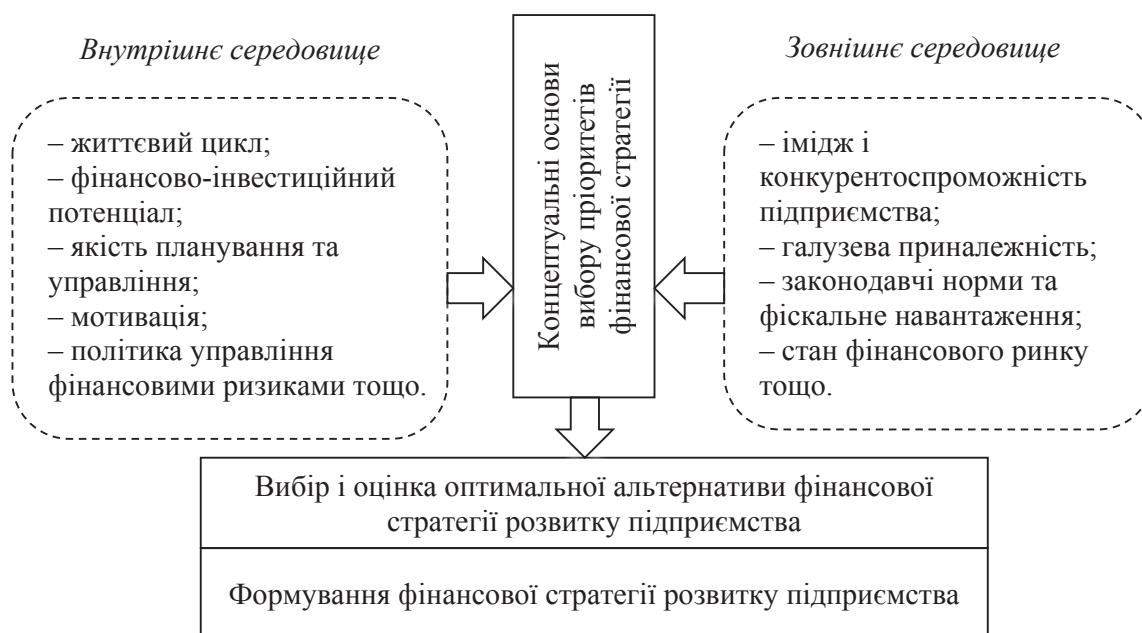 Внутрішнє середовище
– життєвий цикл;
– фінансово-інвестиційний
потенціал;
– якість планування та
управління;
– мотивація;
– політика управління
фінансовими ризиками тощо.
Концептуальні основи
вибору пріоритетів
фінансової стратегії
Зовнішнє середовище
– імідж і
конкурентоспроможність
підприємства;
– галузева приналежність;
– законодавчі норми та
фіскальне навантаження;
– стан фінансового ринку
тощо.
Вибір і оцінка оптимальної альтернативи фінансової
стратегії розвитку підприємства
Формування фінансової стратегії розвитку підприємства